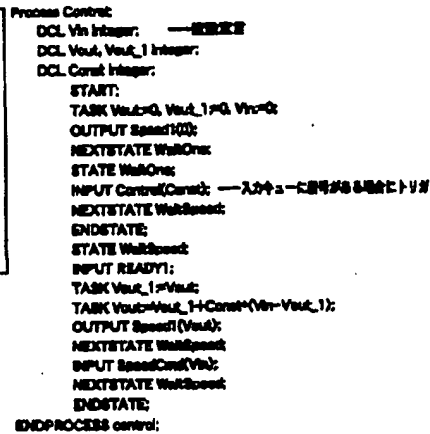 Process Control;
DCL Vin Integer; ──変数宣言
DCL Vout, Vout_1 Integer;
DCL Const Integer;
START;
TASK Vout:=0, Vout_1:=0, Vin:=0;
OUTPUT Speed1(0);
NEXTSTATE WaitOne;
STATE WaitOne;
INPUT Control(Const); ──入力キューに信号がある場合にトリガ
NEXTSTATE WaitSpeed;
ENDSTATE;
STATE WaitSpeed;
INPUT READY1;
TASK Vout_1:=Vout;
TASK Vout:=Vout_1+Const*(Vin-Vout_1);
OUTPUT Speed1(Vout);
NEXTSTATE WaitSpeed;
INPUT SpeedCmd(Vin);
NEXTSTATE WaitSpeed;
ENDSTATE;
ENDPROCESS control;